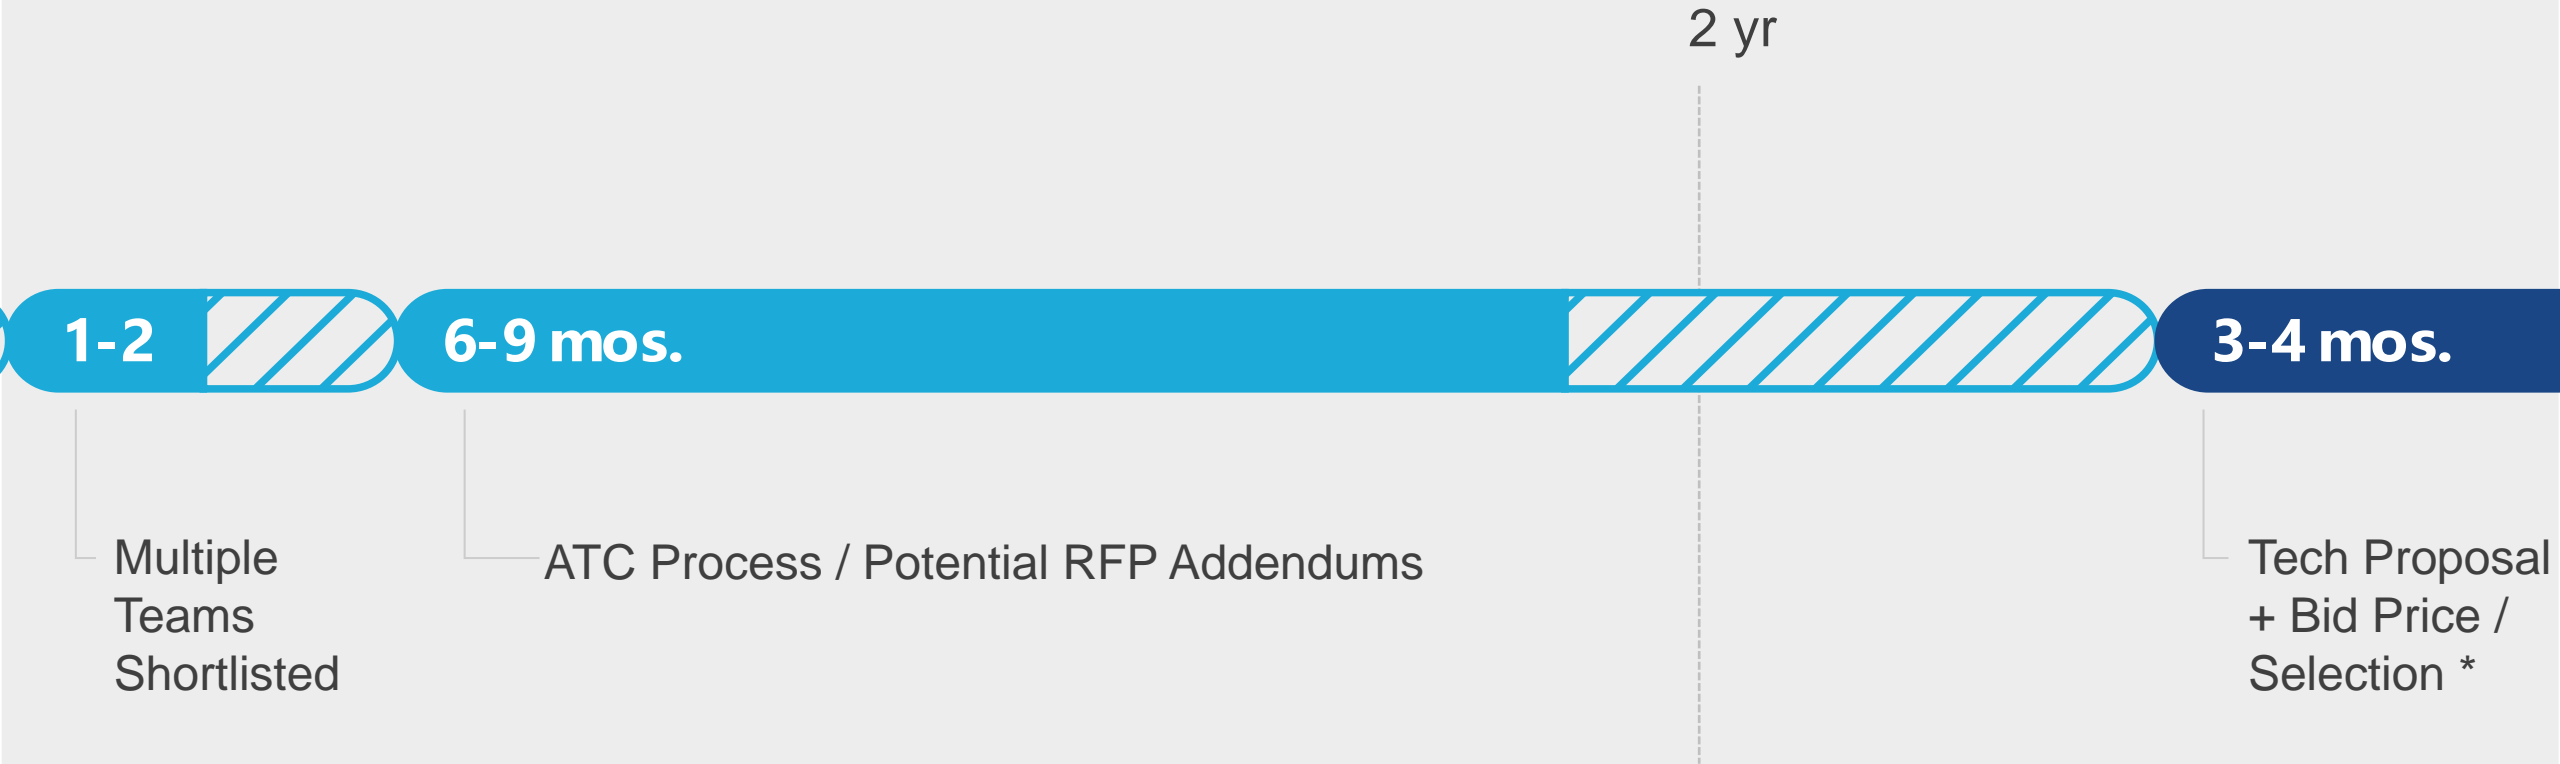 2 yr
1-2
6-9 mos.
3-4 mos.
Multiple
Teams
Shortlisted
ATC Process / Potential RFP Addendums
Tech Proposal
+ Bid Price /
Selection *